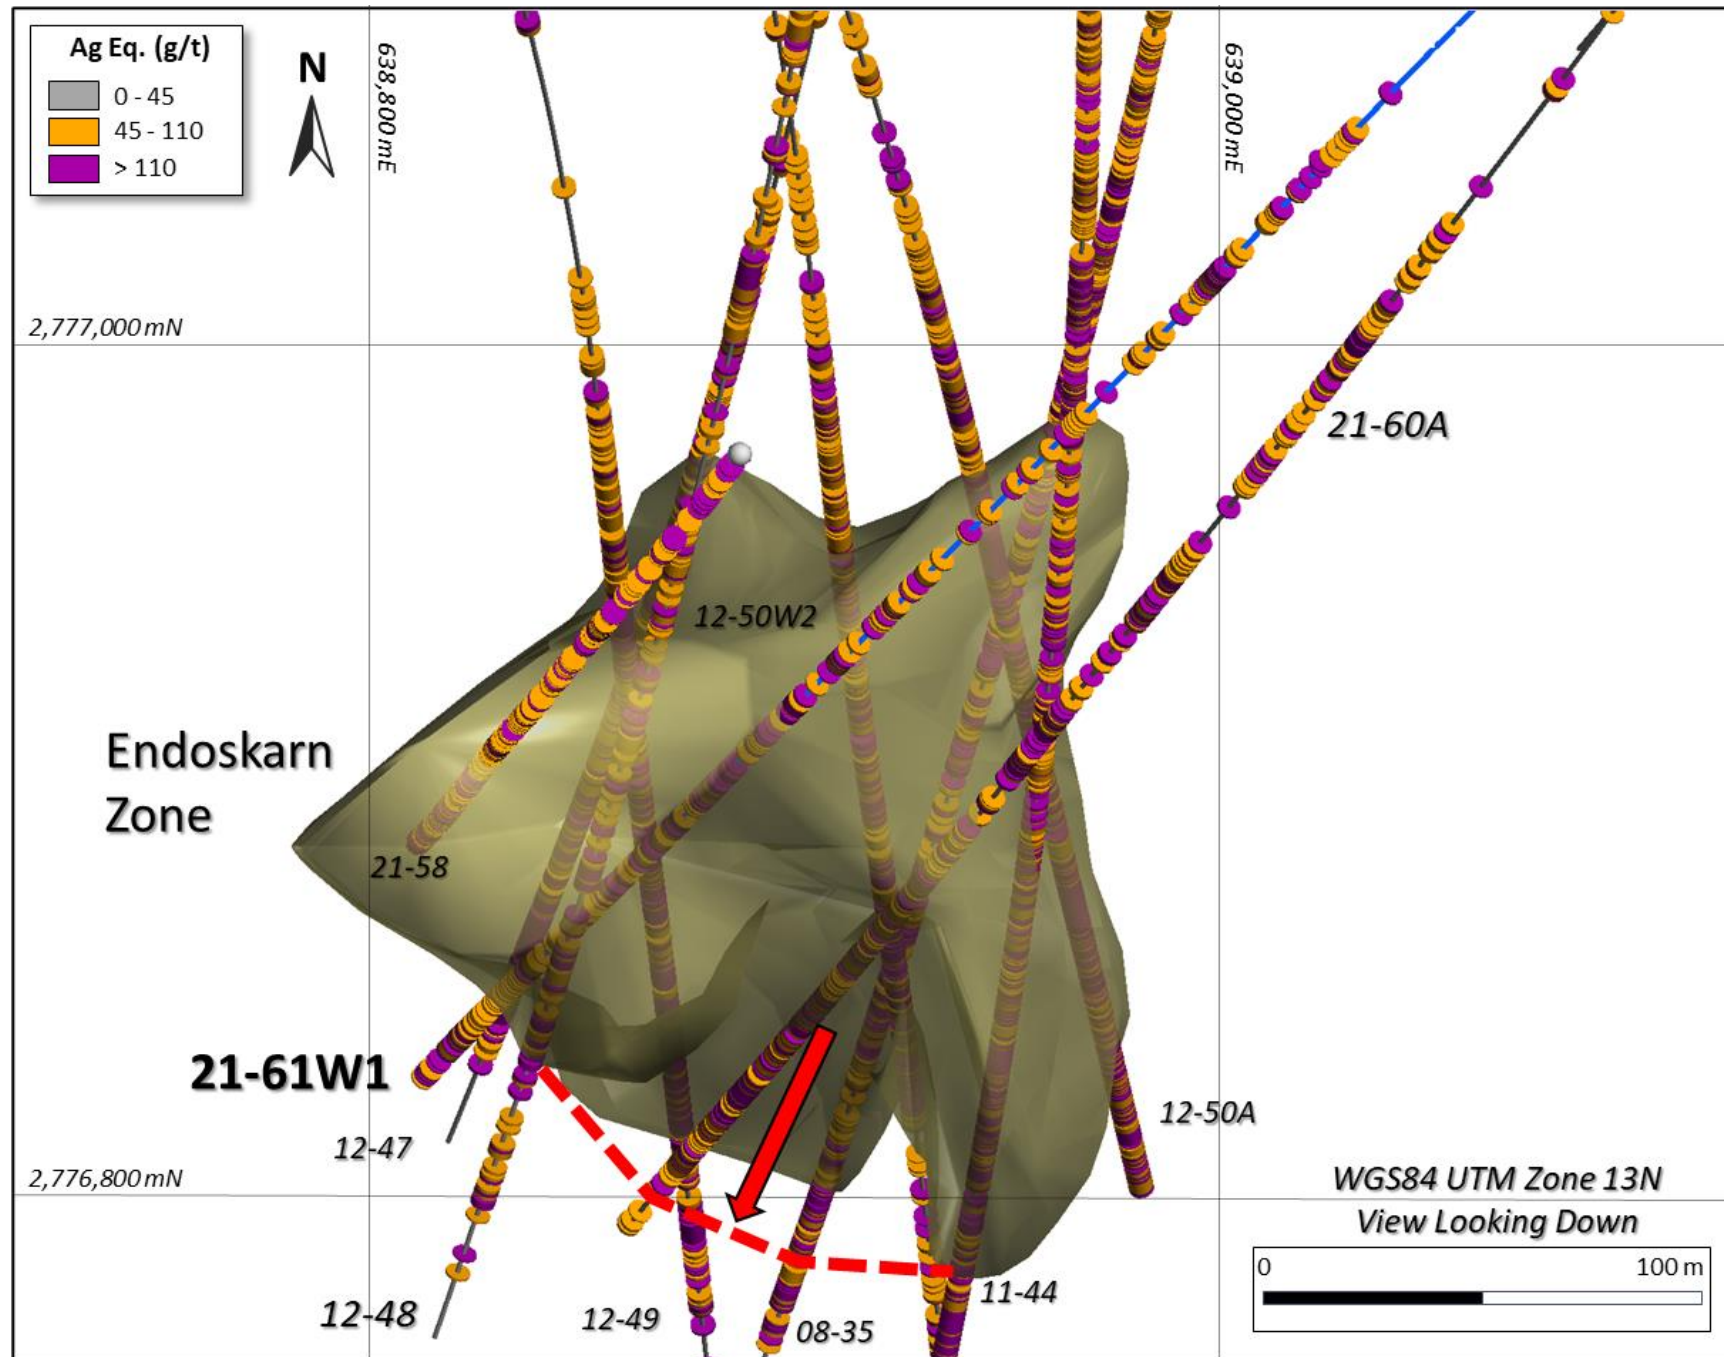 Ag Eq. (g/t)
0 - 45
45 - 110
> 110
N
638,800 mE
639,000 mE
2,777,000 mN
21-60A
12-50W2
Endoskarn
Zone
21-58
21-61W1
12-47
12-50A
2,776,800 mN
WGS84 UTM Zone 13N
View Looking Down
0 100 m
11-44
12-48
12-49
08-35